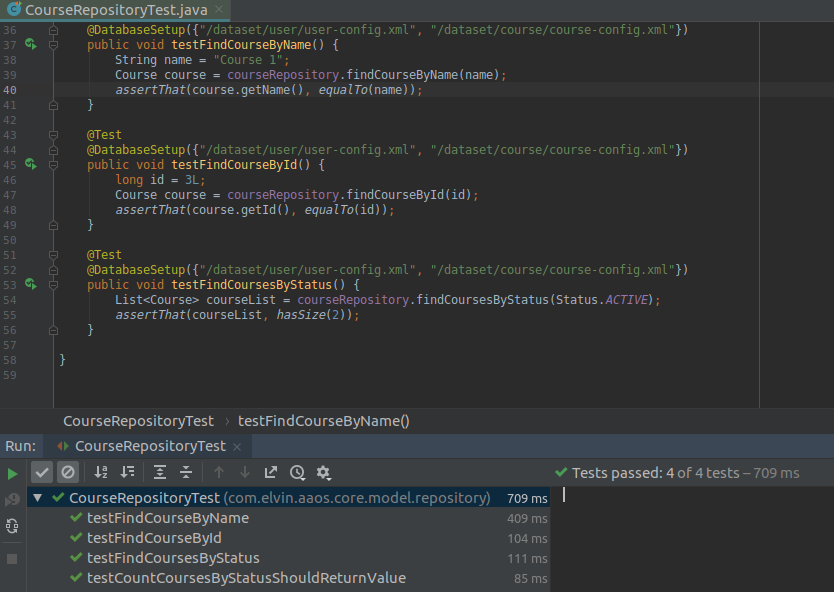 CourseRepositoryTest.java
36 @DatabaseSetup({"/dataset/user/user-config.xml", "/dataset/course/course-config.xml"})
37 public void testFindCourseByName() {
38 String name = "Course 1";
39 Course course = courseRepository.findCourseByName(name);
40 assertThat(course.getName(), equalTo(name));
41 }
42
43 @Test
44 @DatabaseSetup({"/dataset/user/user-config.xml", "/dataset/course/course-config.xml"})
45 public void testFindCourseById() {
46 long id = 3L;
47 Course course = courseRepository.findCourseById(id);
48 assertThat(course.getId(), equalTo(id));
49 }
50
51 @Test
52 @DatabaseSetup({"/dataset/user/user-config.xml", "/dataset/course/course-config.xml"})
53 public void testFindCoursesByStatus() {
54 List<Course> courseList = courseRepository.findCoursesByStatus(Status.ACTIVE);
55 assertThat(courseList, hasSize(2));
56 }
57
58 }
59
CourseRepositoryTest › testFindCourseByName()
Run: CourseRepositoryTest
Tests passed: 4 of 4 tests – 709 ms
CourseRepositoryTest (com.elvin.aaos.core.model.repository) 709 ms
testFindCourseByName 409 ms
testFindCourseById 104 ms
testFindCoursesByStatus 111 ms
testCountCoursesByStatusShouldReturnValue 85 ms